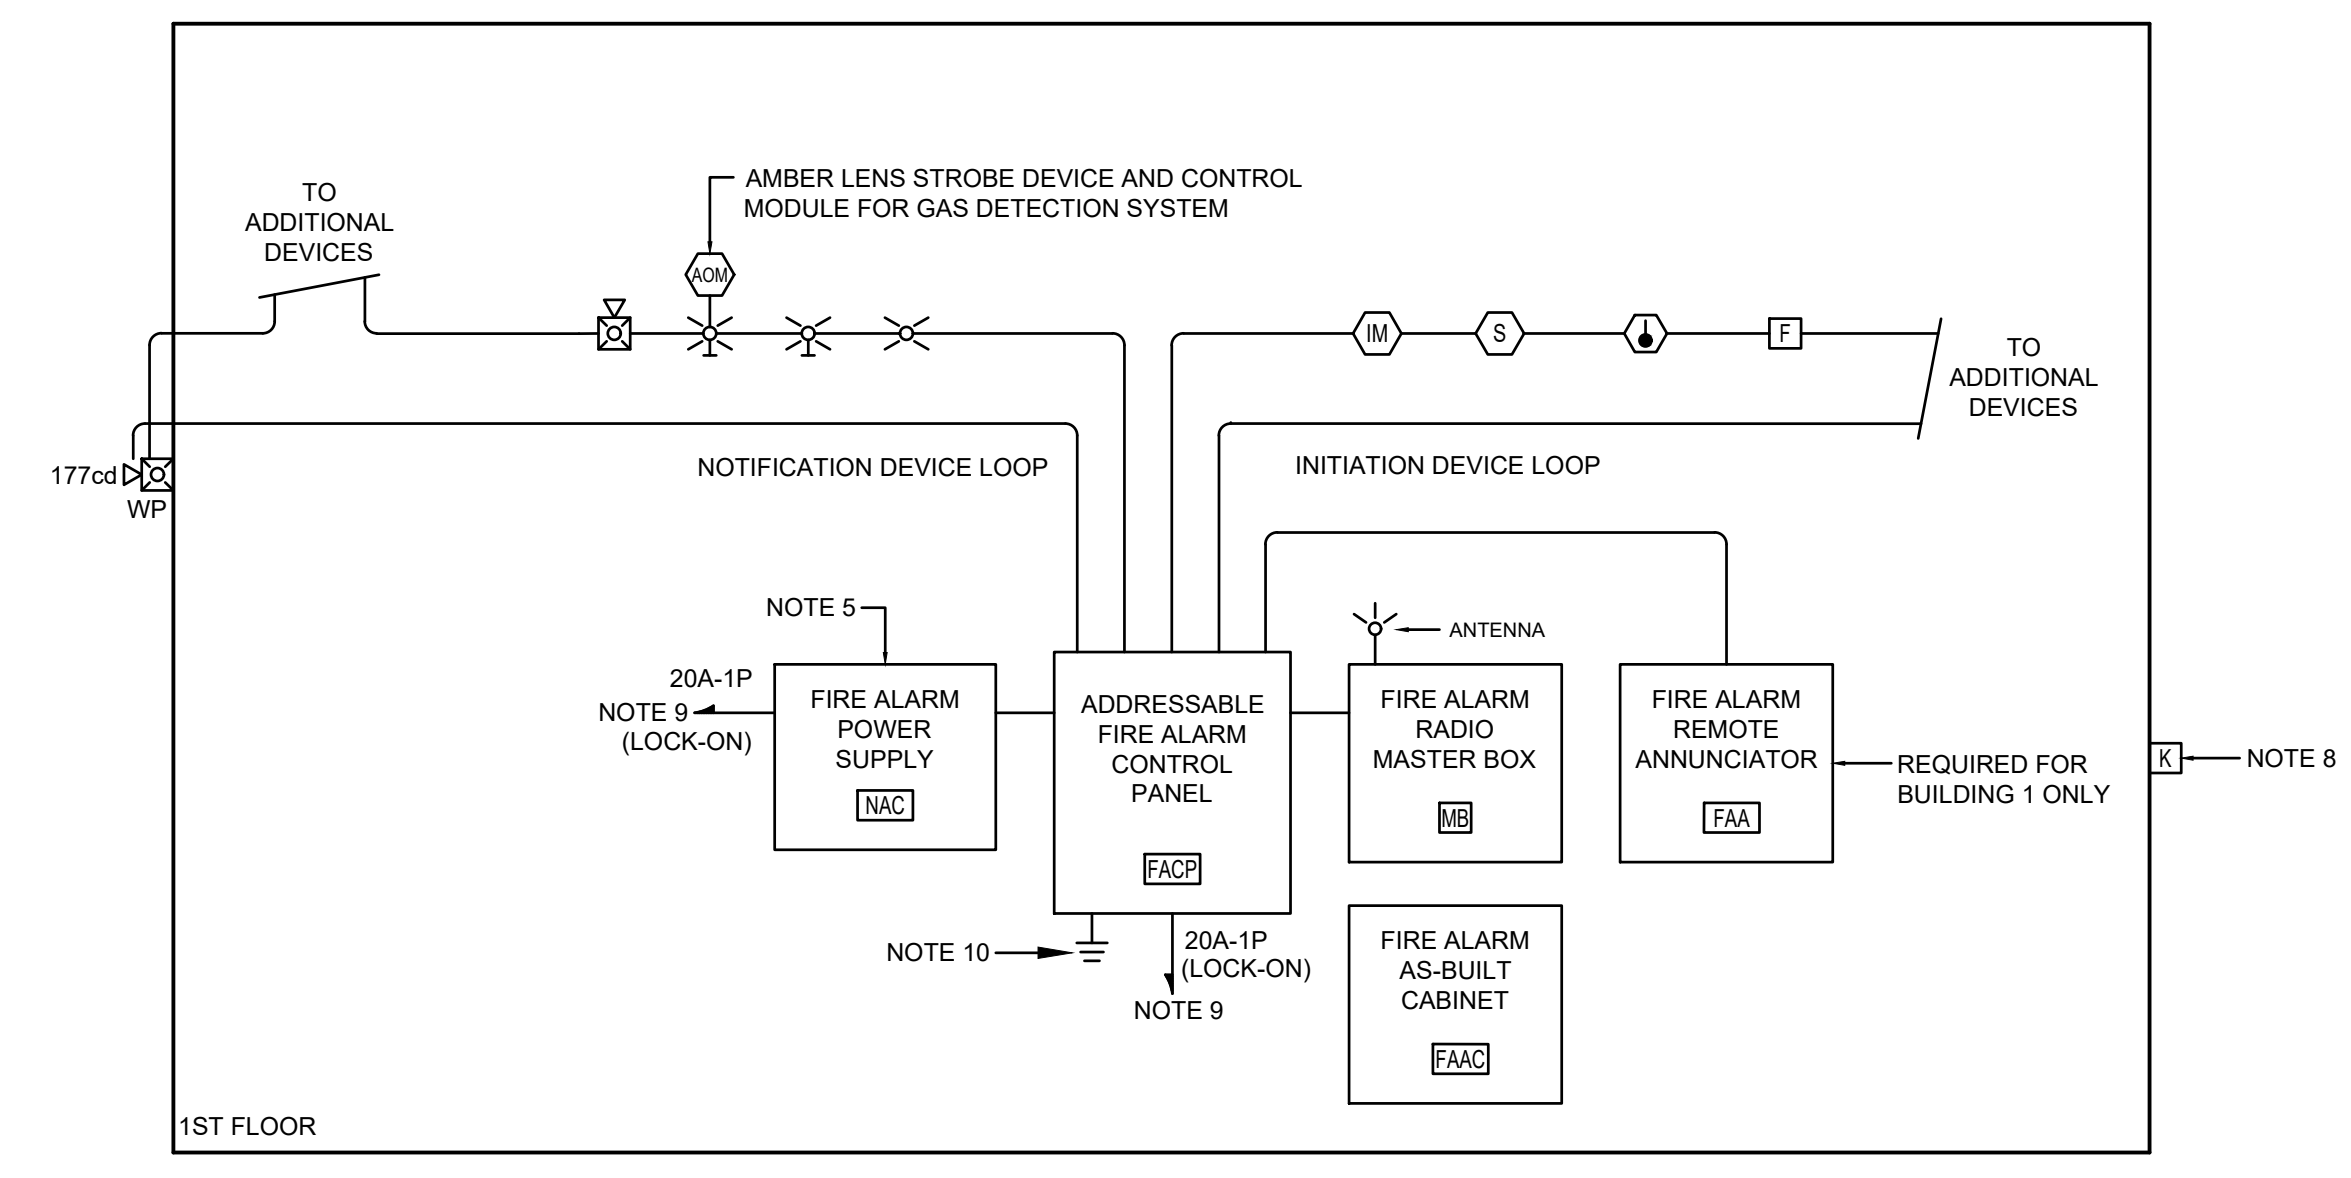 AMBER LENS STROBE DEVICE AND CONTROL
MODULE FOR GAS DETECTION SYSTEM
TO
ADDITIONAL
DEVICES
AOM
IM
S
F
TO
ADDITIONAL
DEVICES
177cd
WP
NOTIFICATION DEVICE LOOP
INITIATION DEVICE LOOP
NOTE 5
ANTENNA
20A-1P
NOTE 9
(LOCK-ON)
FIRE ALARM
POWER
SUPPLY
NAC
ADDRESSABLE
FIRE ALARM
CONTROL
PANEL
FACP
FIRE ALARM
RADIO
MASTER BOX
MB
FIRE ALARM
REMOTE
ANNUNCIATOR
FAA
REQUIRED FOR
BUILDING 1 ONLY
K
NOTE 8
NOTE 10
20A-1P
(LOCK-ON)
NOTE 9
FIRE ALARM
AS-BUILT
CABINET
FAAC
1ST FLOOR